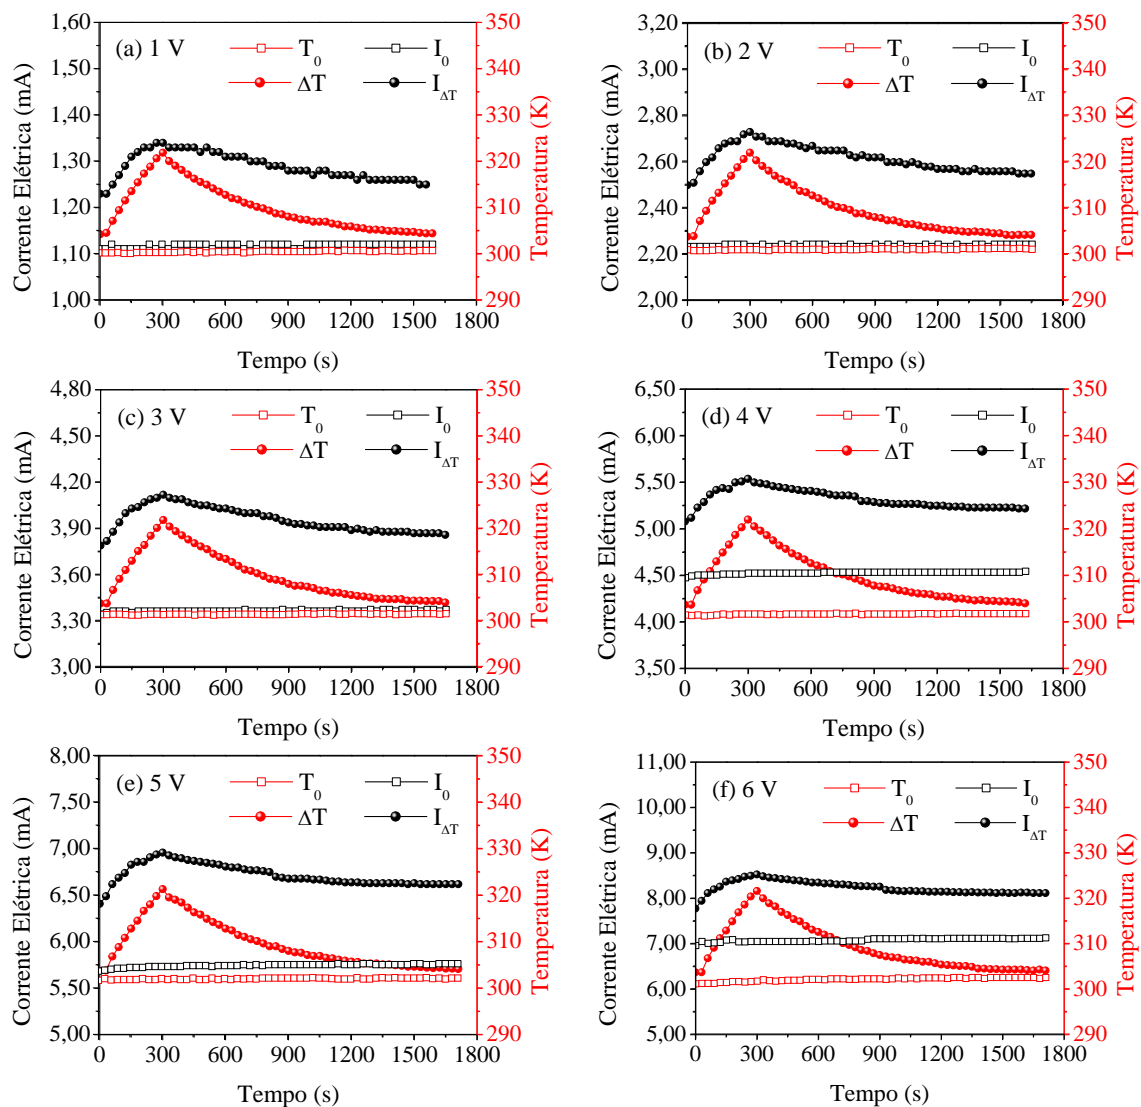 (a) 1 V
T₀
I₀
ΔT
I_ΔT
Corrente Elétrica (mA)
1,60
1,50
1,40
1,30
1,20
1,10
1,00
Temperatura (K)
350
340
330
320
310
300
290
0 300 600 900 1200 1500 1800
Tempo (s)
(b) 2 V
T₀
I₀
ΔT
I_ΔT
Corrente Elétrica (mA)
3,20
3,00
2,80
2,60
2,40
2,20
2,00
Temperatura (K)
350
340
330
320
310
300
290
0 300 600 900 1200 1500 1800
Tempo (s)
(c) 3 V
T₀
I₀
ΔT
I_ΔT
Corrente Elétrica (mA)
4,80
4,50
4,20
3,90
3,60
3,30
3,00
Temperatura (K)
350
340
330
320
310
300
290
0 300 600 900 1200 1500 1800
Tempo (s)
(d) 4 V
T₀
I₀
ΔT
I_ΔT
Corrente Elétrica (mA)
6,50
6,00
5,50
5,00
4,50
4,00
3,50
Temperatura (K)
350
340
330
320
310
300
290
0 300 600 900 1200 1500 1800
Tempo (s)
(e) 5 V
T₀
I₀
ΔT
I_ΔT
Corrente Elétrica (mA)
8,00
7,50
7,00
6,50
6,00
5,50
5,00
Temperatura (K)
350
340
330
320
310
300
290
0 300 600 900 1200 1500 1800
Tempo (s)
(f) 6 V
T₀
I₀
ΔT
I_ΔT
Corrente Elétrica (mA)
11,00
10,00
9,00
8,00
7,00
6,00
5,00
Temperatura (K)
350
340
330
320
310
300
290
0 300 600 900 1200 1500 1800
Tempo (s)